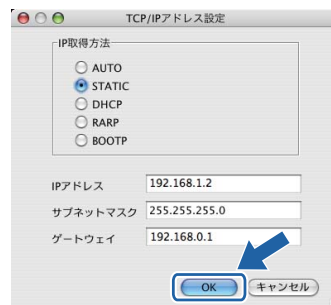 TCP/IPアドレス設定
IP取得方法
AUTO
STATIC
DHCP
RARP
BOOTP
IPアドレス 192.168.1.2
サブネットマスク 255.255.255.0
ゲートウェイ 192.168.0.1
OK キャンセル